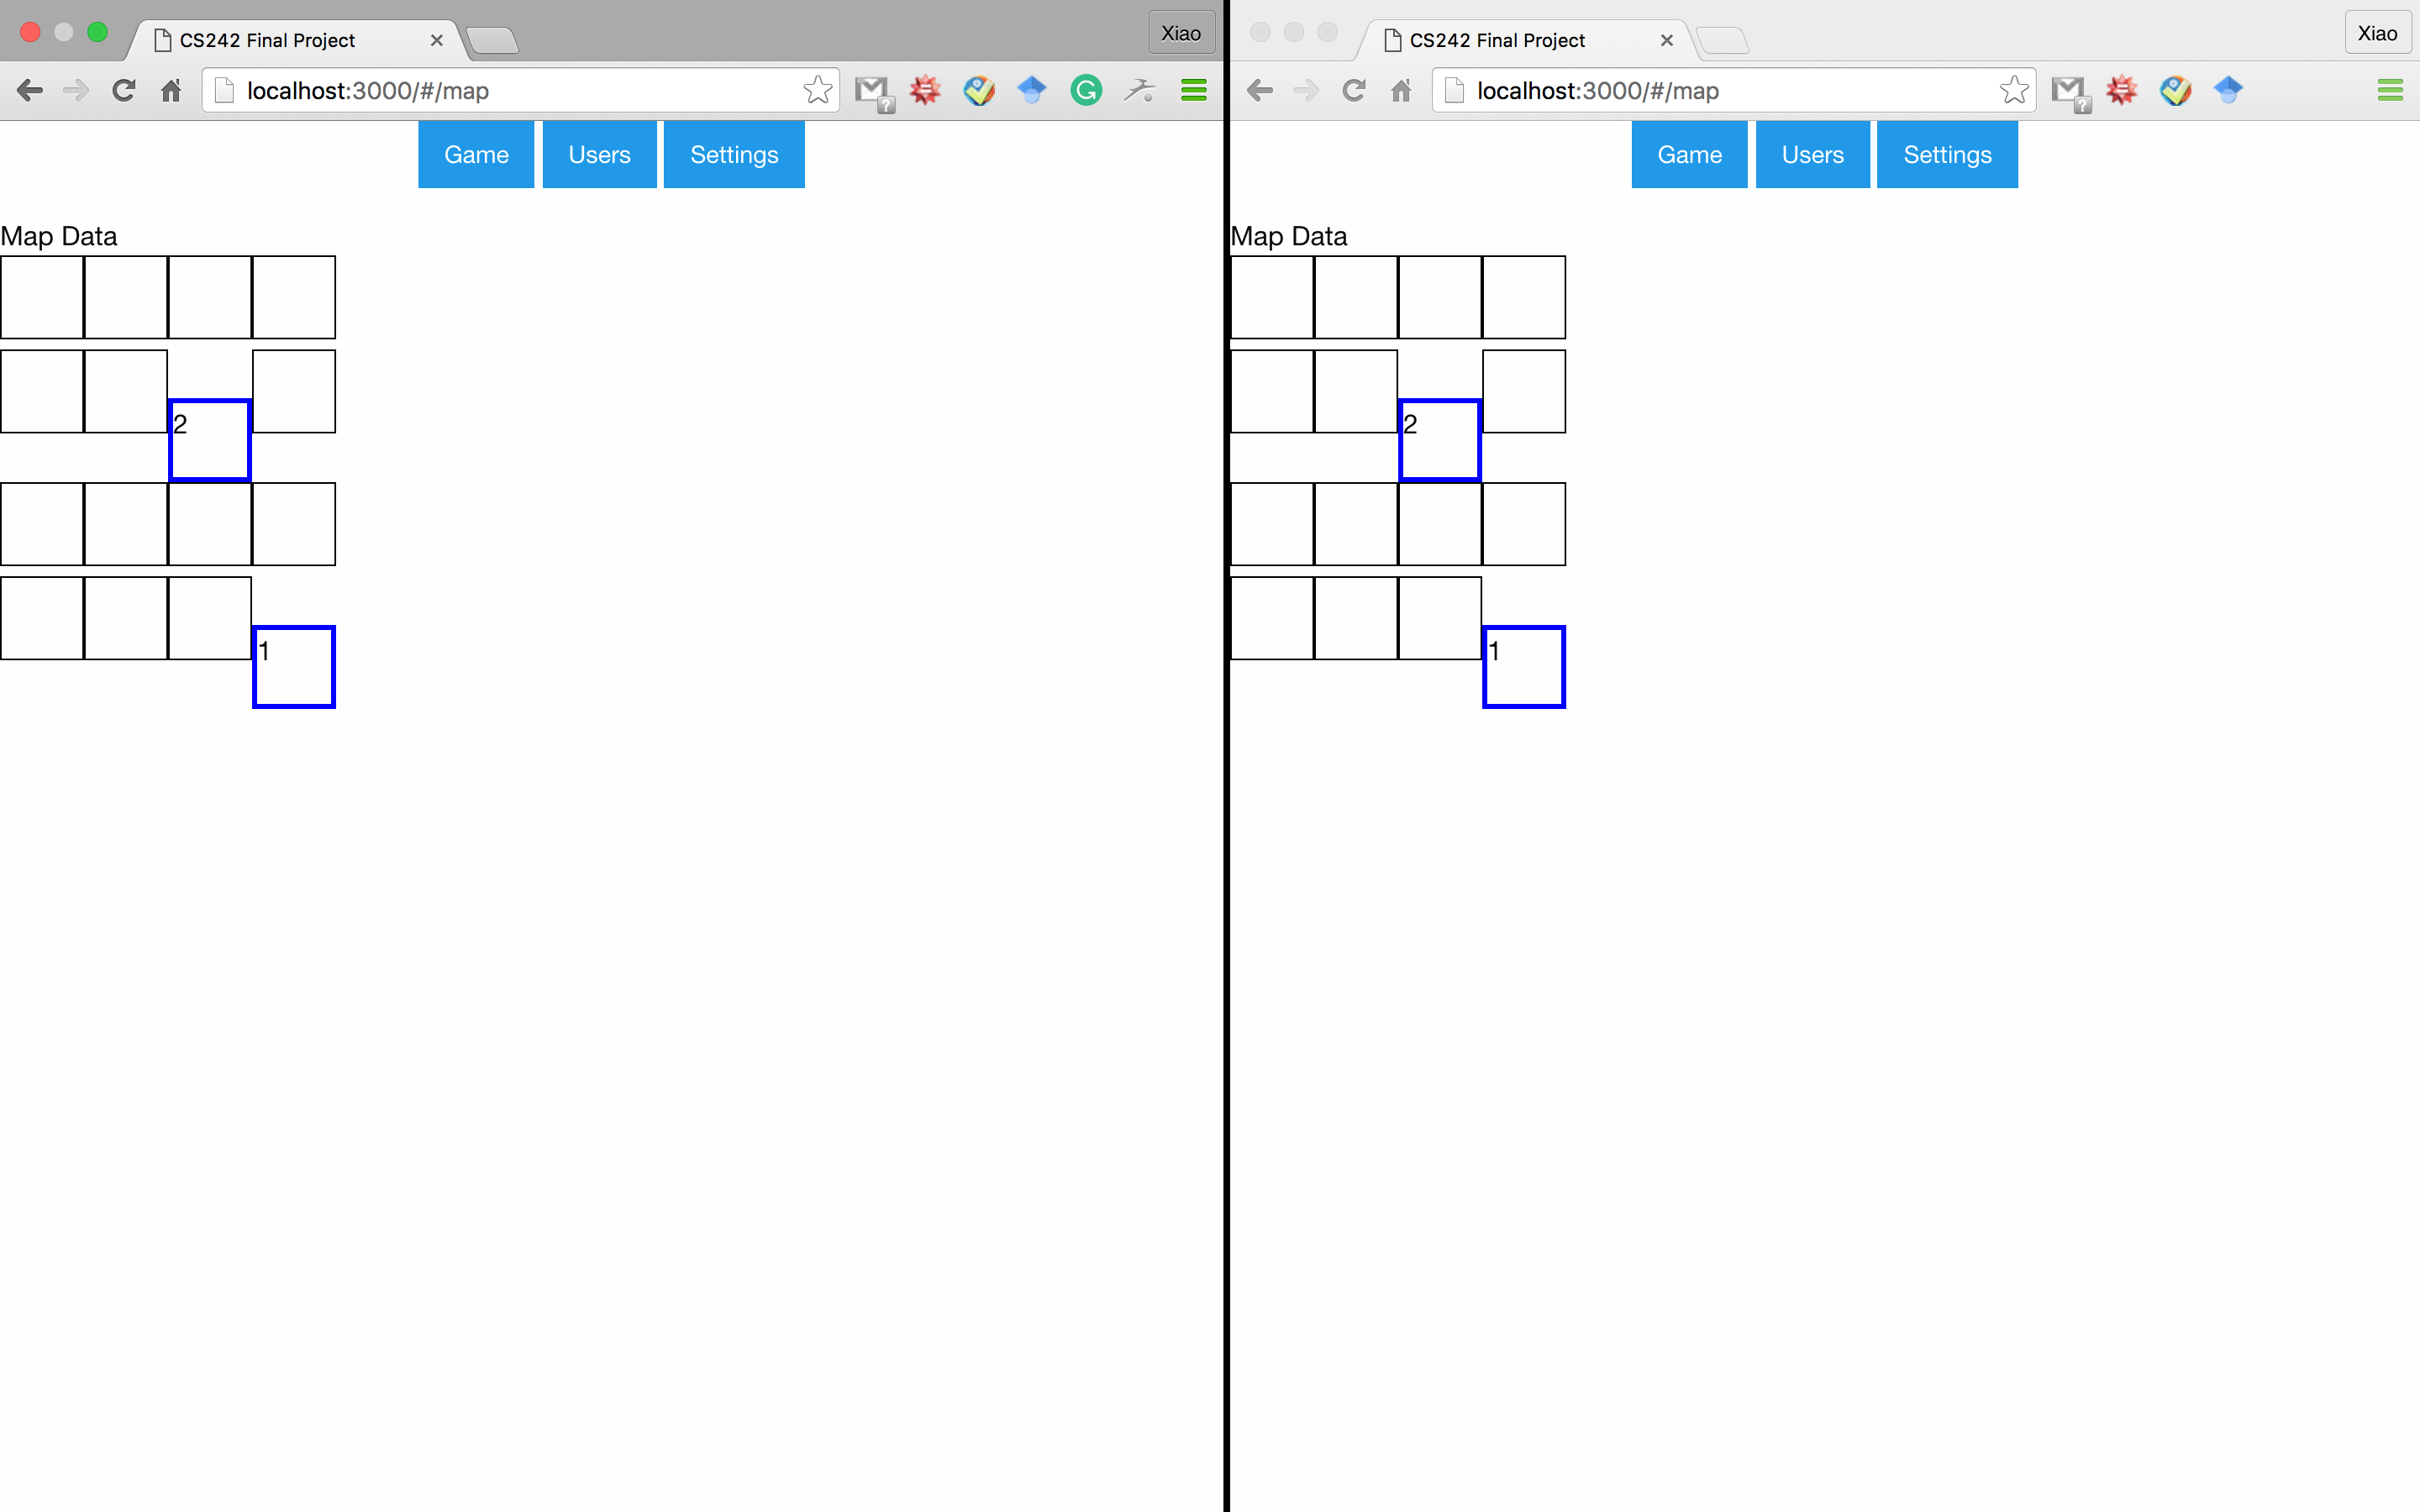 CS242 Final Project
Xiao
localhost:3000/#/map
Game Users Settings
Map Data
2
1
CS242 Final Project
Xiao
localhost:3000/#/map
Game Users Settings
Map Data
2
1